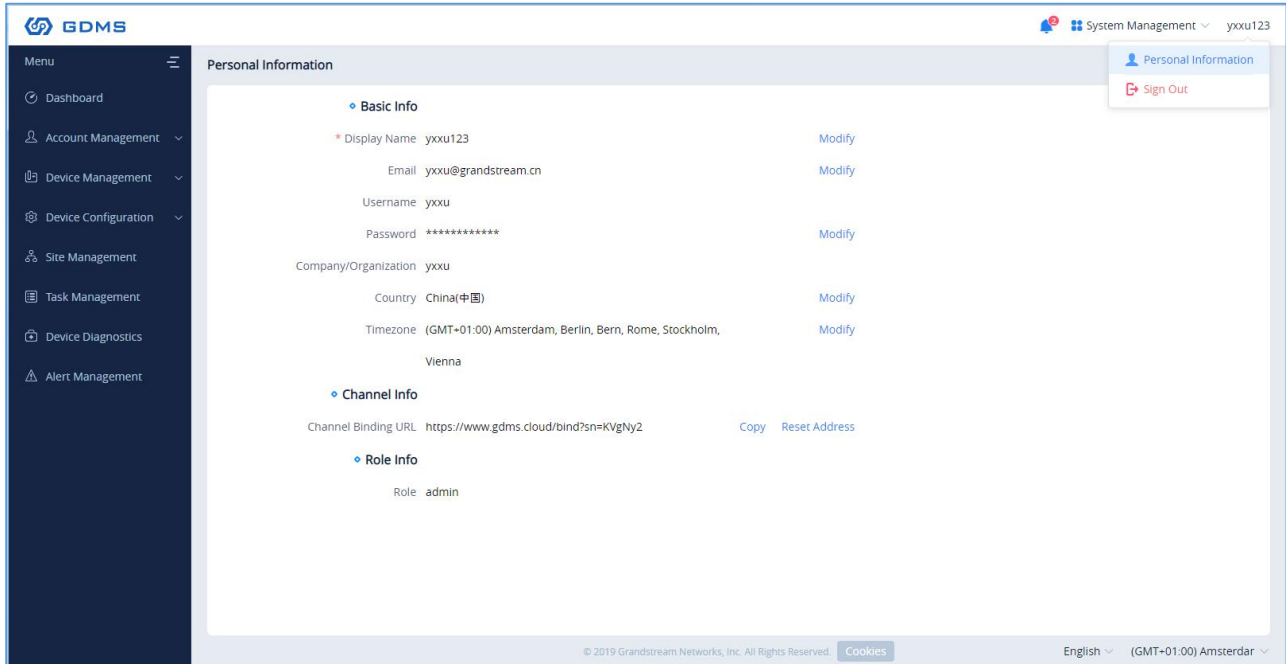 GDMS
2
System Management
yxxu123
Personal Information
Sign Out
Menu
Dashboard
Account Management
Device Management
Device Configuration
Site Management
Task Management
Device Diagnostics
Alert Management
Personal Information
Basic Info
* Display Name yxxu123 Modify
Email yxxu@grandstream.cn Modify
Username yxxu
Password ************ Modify
Company/Organization yxxu
Country China(中国) Modify
Timezone (GMT+01:00) Amsterdam, Berlin, Bern, Rome, Stockholm, Modify
Vienna
Channel Info
Channel Binding URL https://www.gdms.cloud/bind?sn=KVgNy2 Copy Reset Address
Role Info
Role admin
© 2019 Grandstream Networks, Inc. All Rights Reserved. Cookies
English (GMT+01:00) Amsterdar